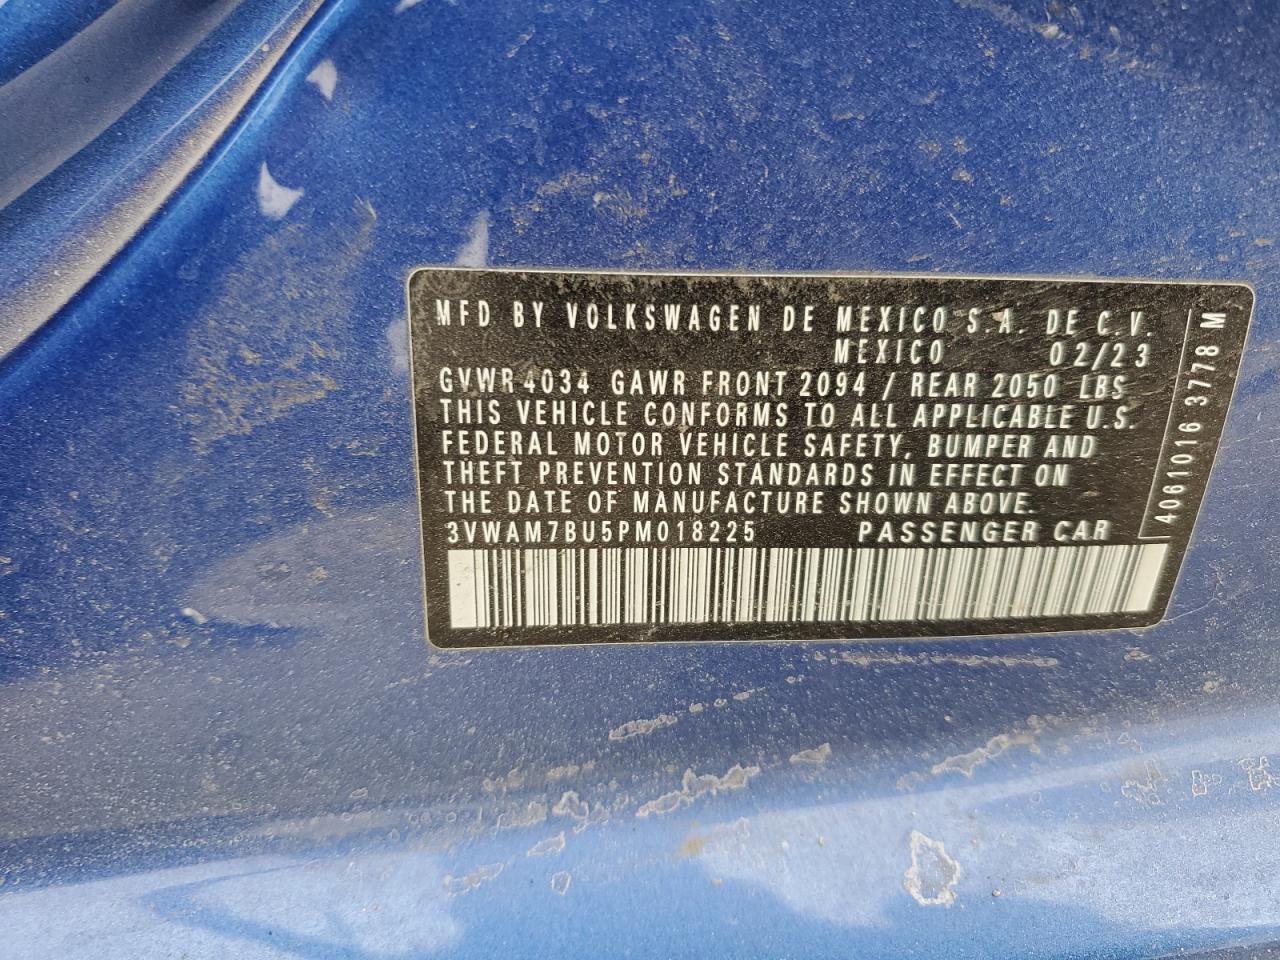 MFD BY VOLKSWAGEN DE MEXICO S.A. DE C.V.
MEXICO 02/23
GVWR 4034 GAWR FRONT 2094 / REAR 2050 LBS
THIS VEHICLE CONFORMS TO ALL APPLICABLE U.S.
FEDERAL MOTOR VEHICLE SAFETY, BUMPER AND
THEFT PREVENTION STANDARDS IN EFFECT ON
THE DATE OF MANUFACTURE SHOWN ABOVE.
3VWAM7BU5PM018225 PASSENGER CAR
4061016 3778 M